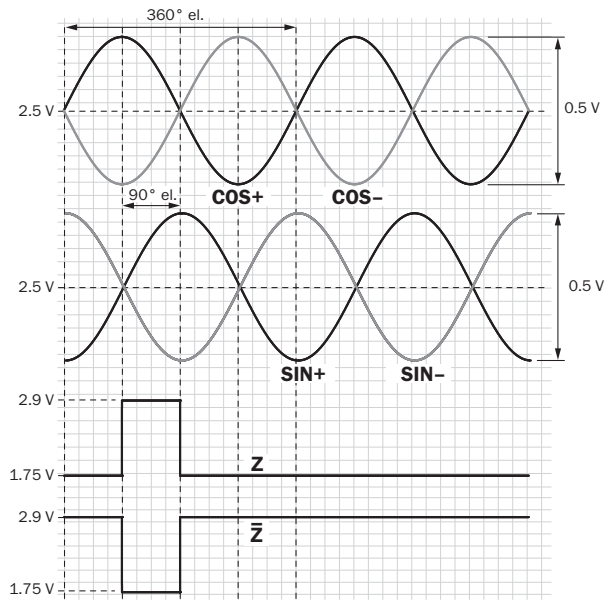 360° el.
2.5 V
0.5 V
COS+
COS–
90° el.
2.5 V
0.5 V
SIN+
SIN–
2.9 V
Z
1.75 V
2.9 V
Z̅
1.75 V